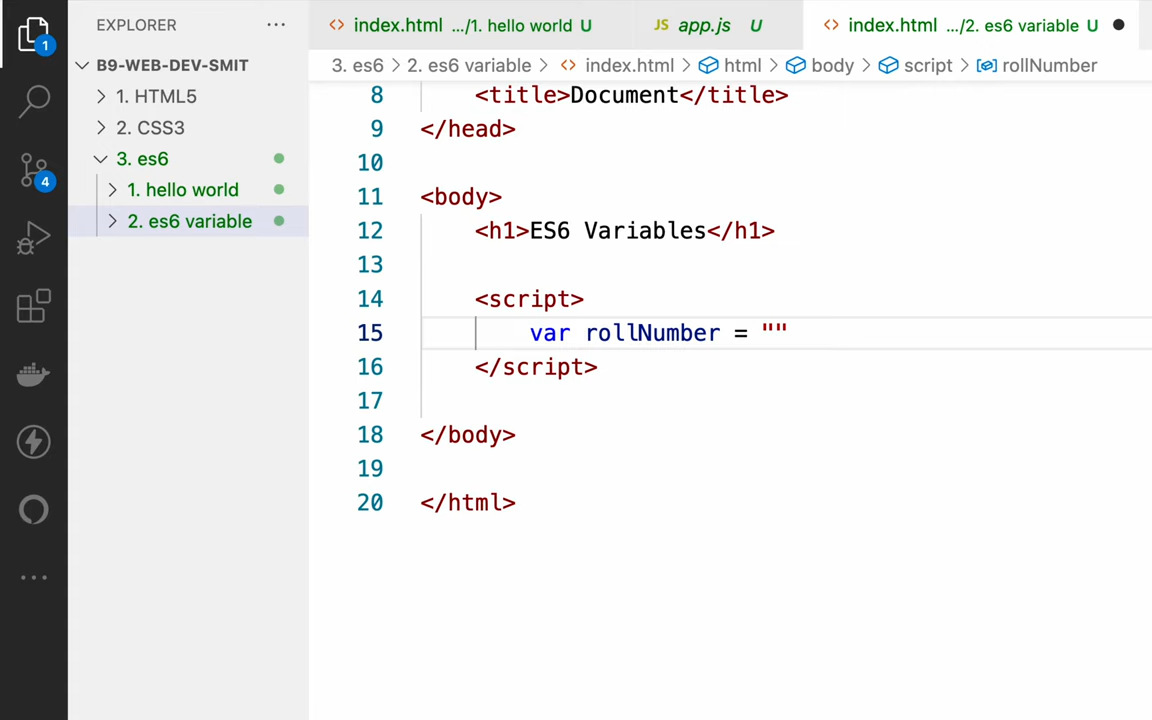 EXPLORER ···
index.html .../1. hello world U
JS app.js U
index.html .../2. es6 variable U
1
B9-WEB-DEV-SMIT
3. es6 > 2. es6 variable > index.html > html > body > script > rollNumber
1. HTML5
2. CSS3
3. es6
1. hello world
2. es6 variable
4
8 <title>Document</title>
9 </head>
10
11 <body>
12 <h1>ES6 Variables</h1>
13
14 <script>
15 var rollNumber = ""
16 </script>
17
18 </body>
19
20 </html>